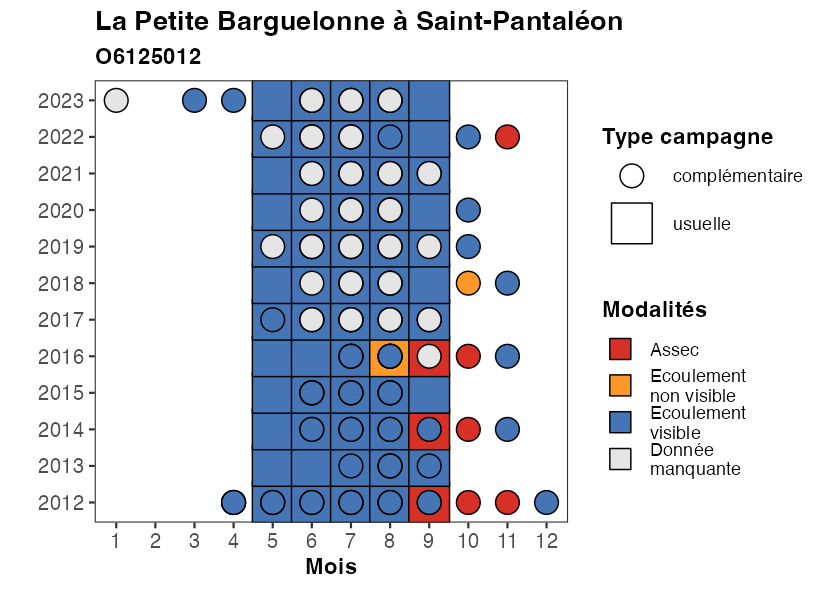 La Petite Barguelonne à Saint-Pantaléon
O6125012
2023
2022
2021
2020
2019
2018
2017
2016
2015
2014
2013
2012
1 2 3 4 5 6 7 8 9 10 11 12
Mois
Type campagne
complémentaire
usuelle
Modalités
Assec
Ecoulement
non visible
Ecoulement
visible
Donnée
manquante